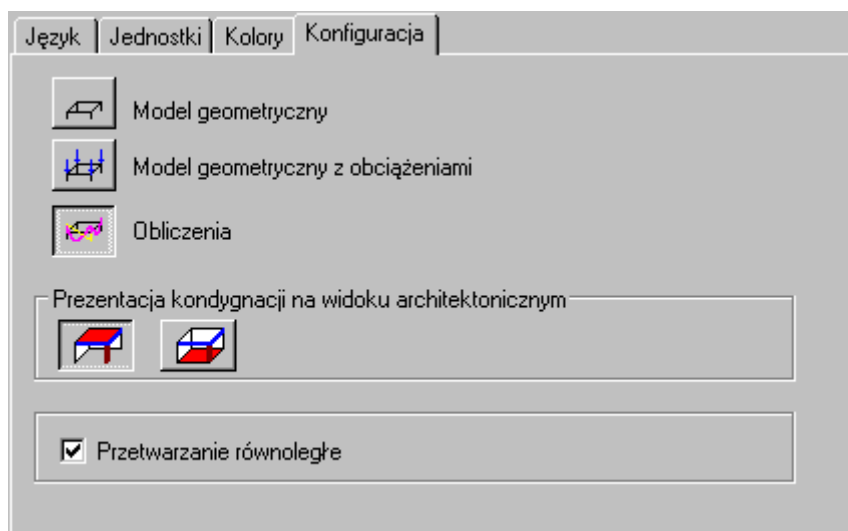 Język Jednostki Kolory Konfiguracja
Model geometryczny
Model geometryczny z obciążeniami
Obliczenia
Prezentacja kondygnacji na widoku architektonicznym
Przetwarzanie równoległe